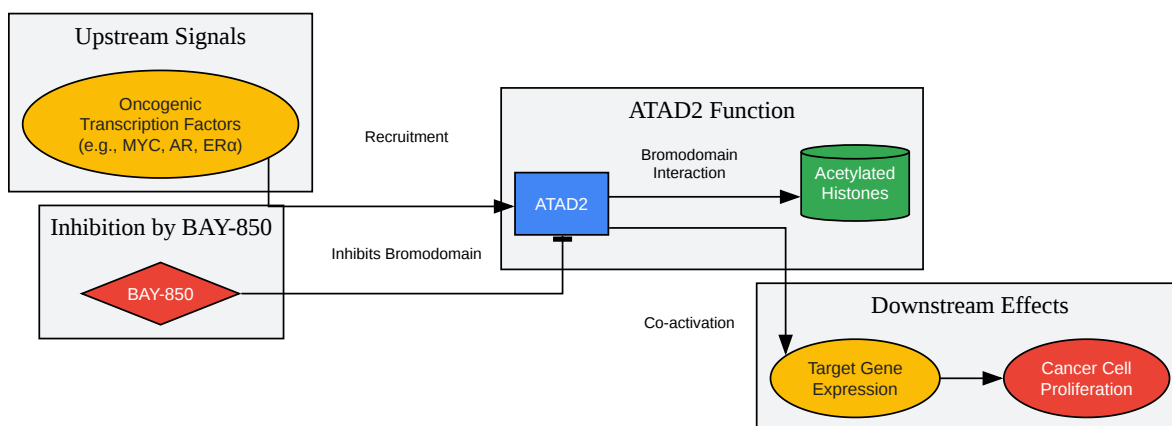 Upstream Signals
Oncogenic
Transcription Factors
(e.g., MYC, AR, ERα)
Recruitment
Inhibition by BAY-850
BAY-850
Inhibits Bromodomain
ATAD2 Function
Bromodomain
Interaction
ATAD2
Acetylated
Histones
Co-activation
Downstream Effects
Target Gene
Expression
Cancer Cell
Proliferation